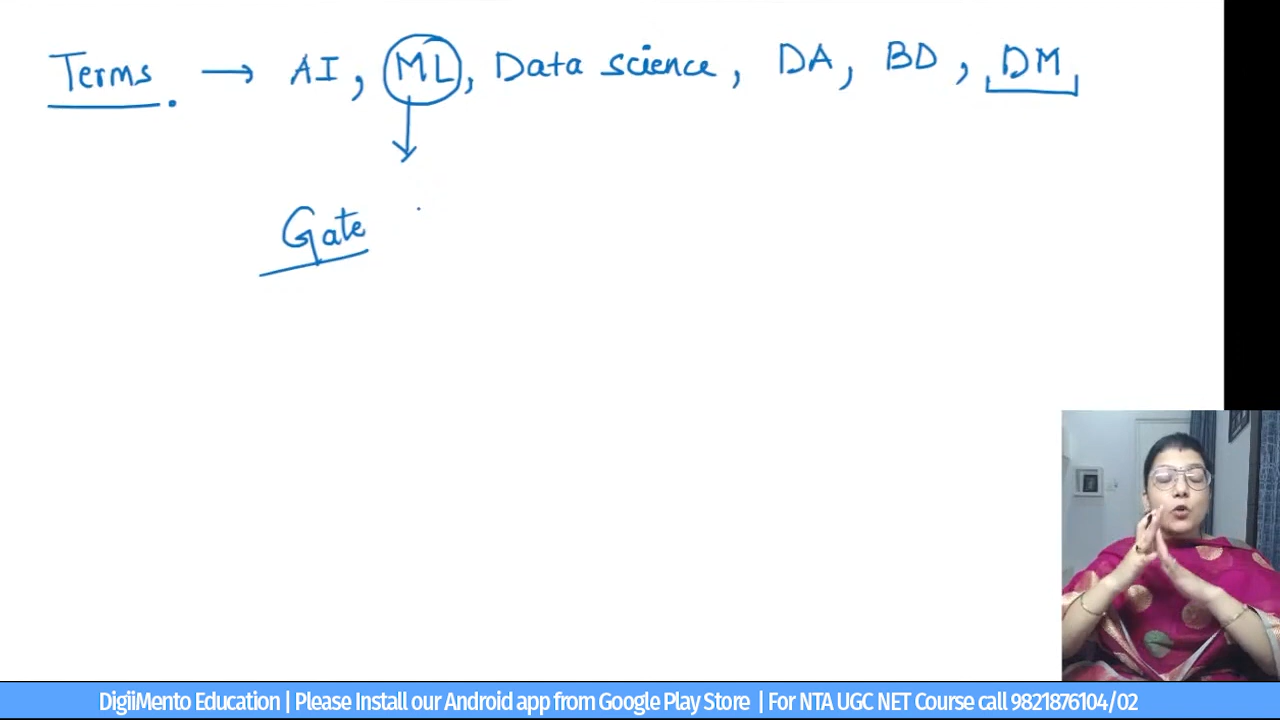 Terms. → AI, ML, Data science, DA, BD, DM
Gate
DigiiMento Education | Please Install our Android app from Google Play Store | For NTA UGC NET Course call 9821876104/02